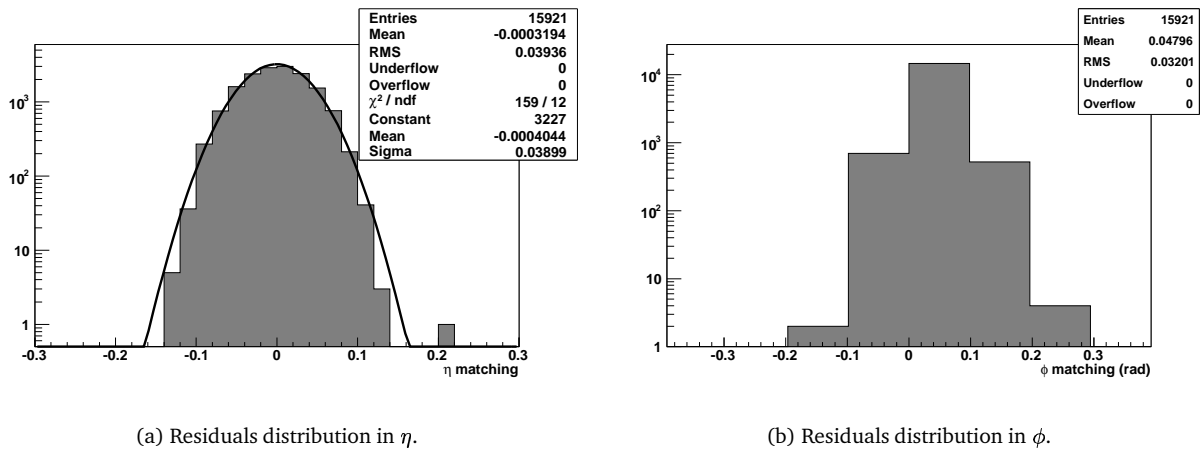 Entries 15921
Mean -0.0003194
RMS 0.03936
Underflow 0
Overflow 0
χ² / ndf 159 / 12
Constant 3227
Mean -0.0004044
Sigma 0.03899
10³
10²
10
1
-0.3 -0.2 -0.1 0 0.1 0.2 0.3
η matching
Entries 15921
Mean 0.04796
RMS 0.03201
Underflow 0
Overflow 0
10⁴
10³
10²
10
1
-0.3 -0.2 -0.1 0 0.1 0.2 0.3
ϕ matching (rad)
(a) Residuals distribution in η.
(b) Residuals distribution in ϕ.